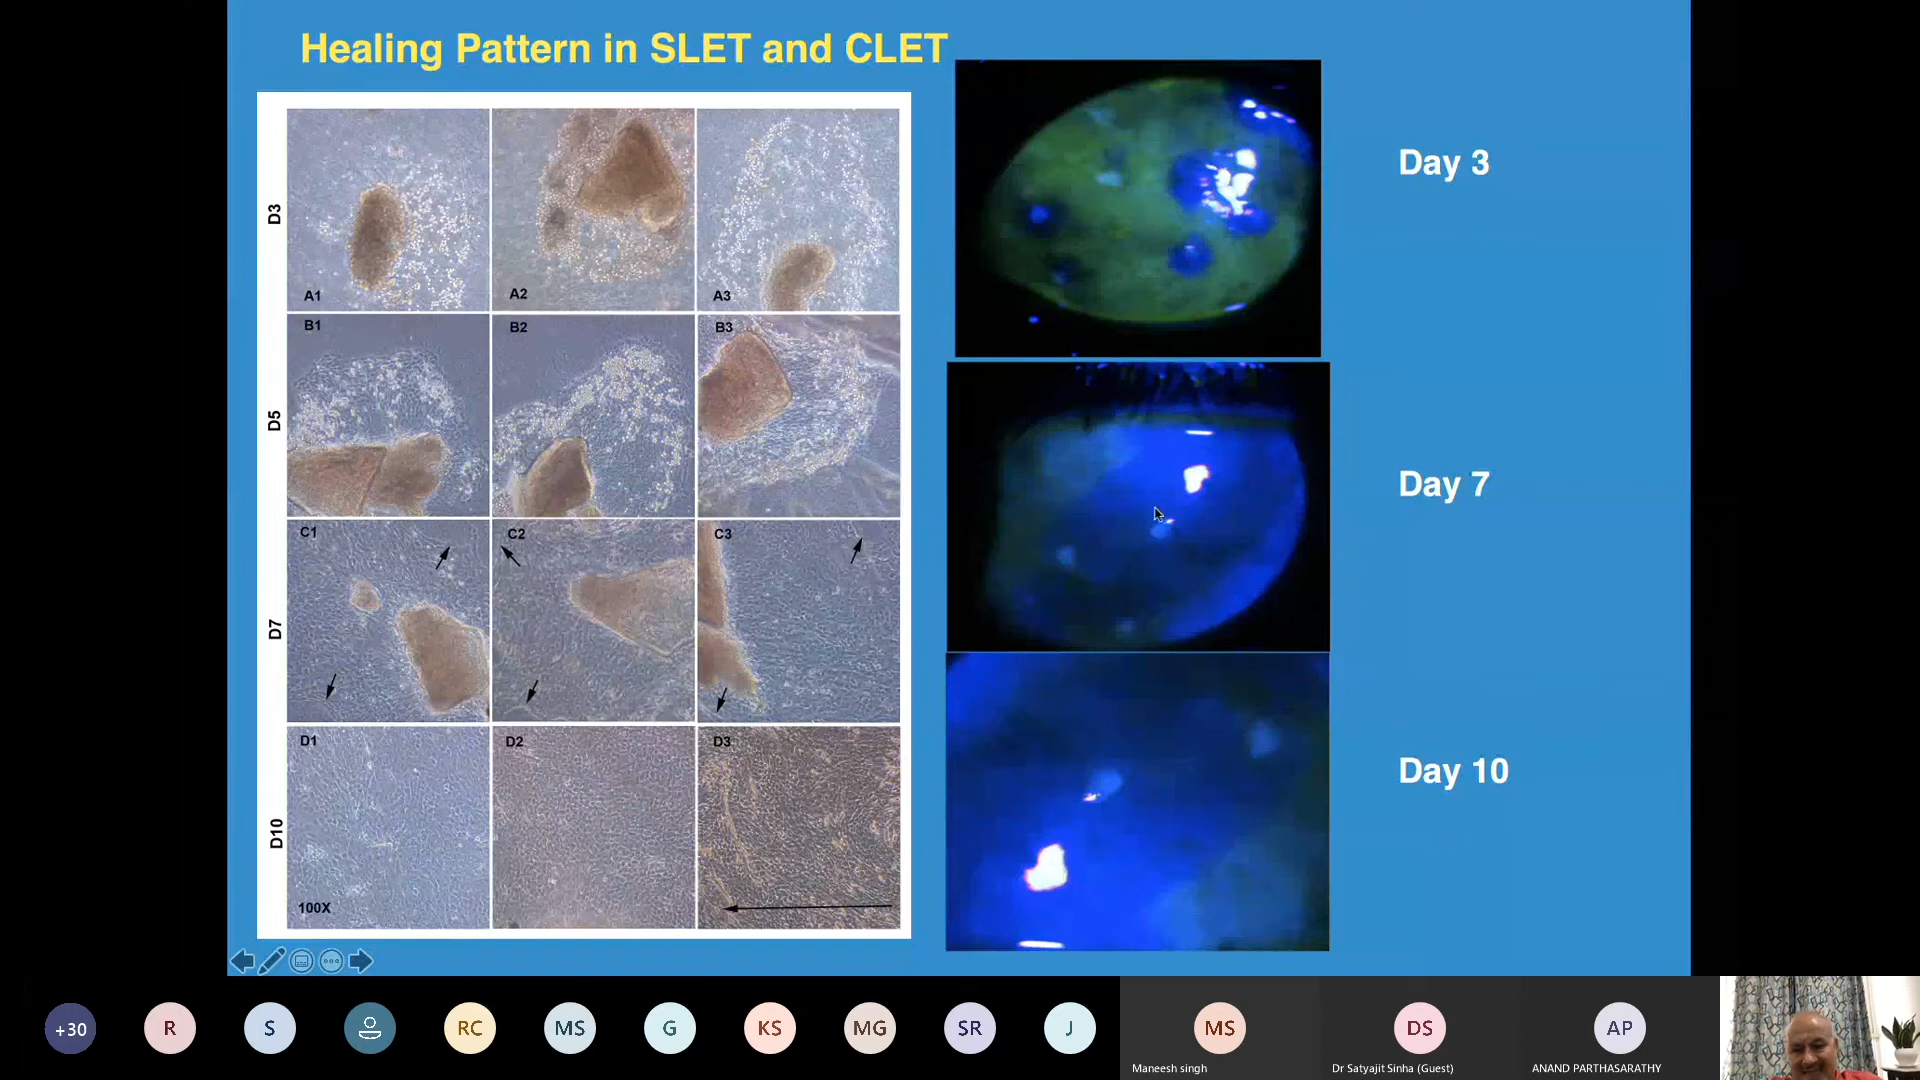 Healing Pattern in SLET and CLET
D3
A1
A2
A3
D5
B1
B2
B3
D7
C1
C2
C3
D10
D1
D2
D3
100X
Day 3
Day 7
Day 10
+30
R
S
RC
MS
G
KS
MG
SR
J
MS
DS
AP
Maneesh singh
Dr Satyajit Sinha (Guest)
ANAND PARTHASARATHY